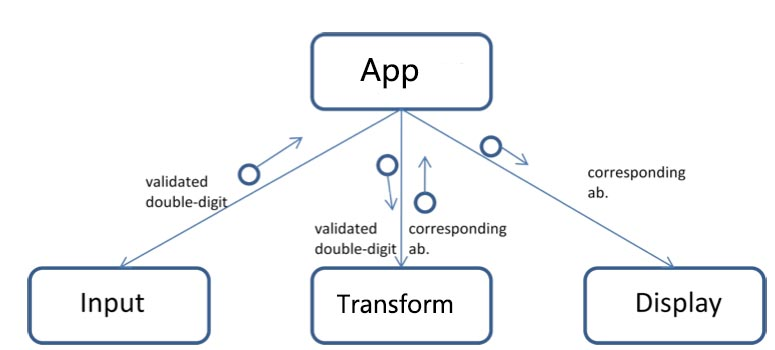 App
validated
double-digit
corresponding
ab.
validated
double-digit
corresponding
ab.
Input
Transform
Display